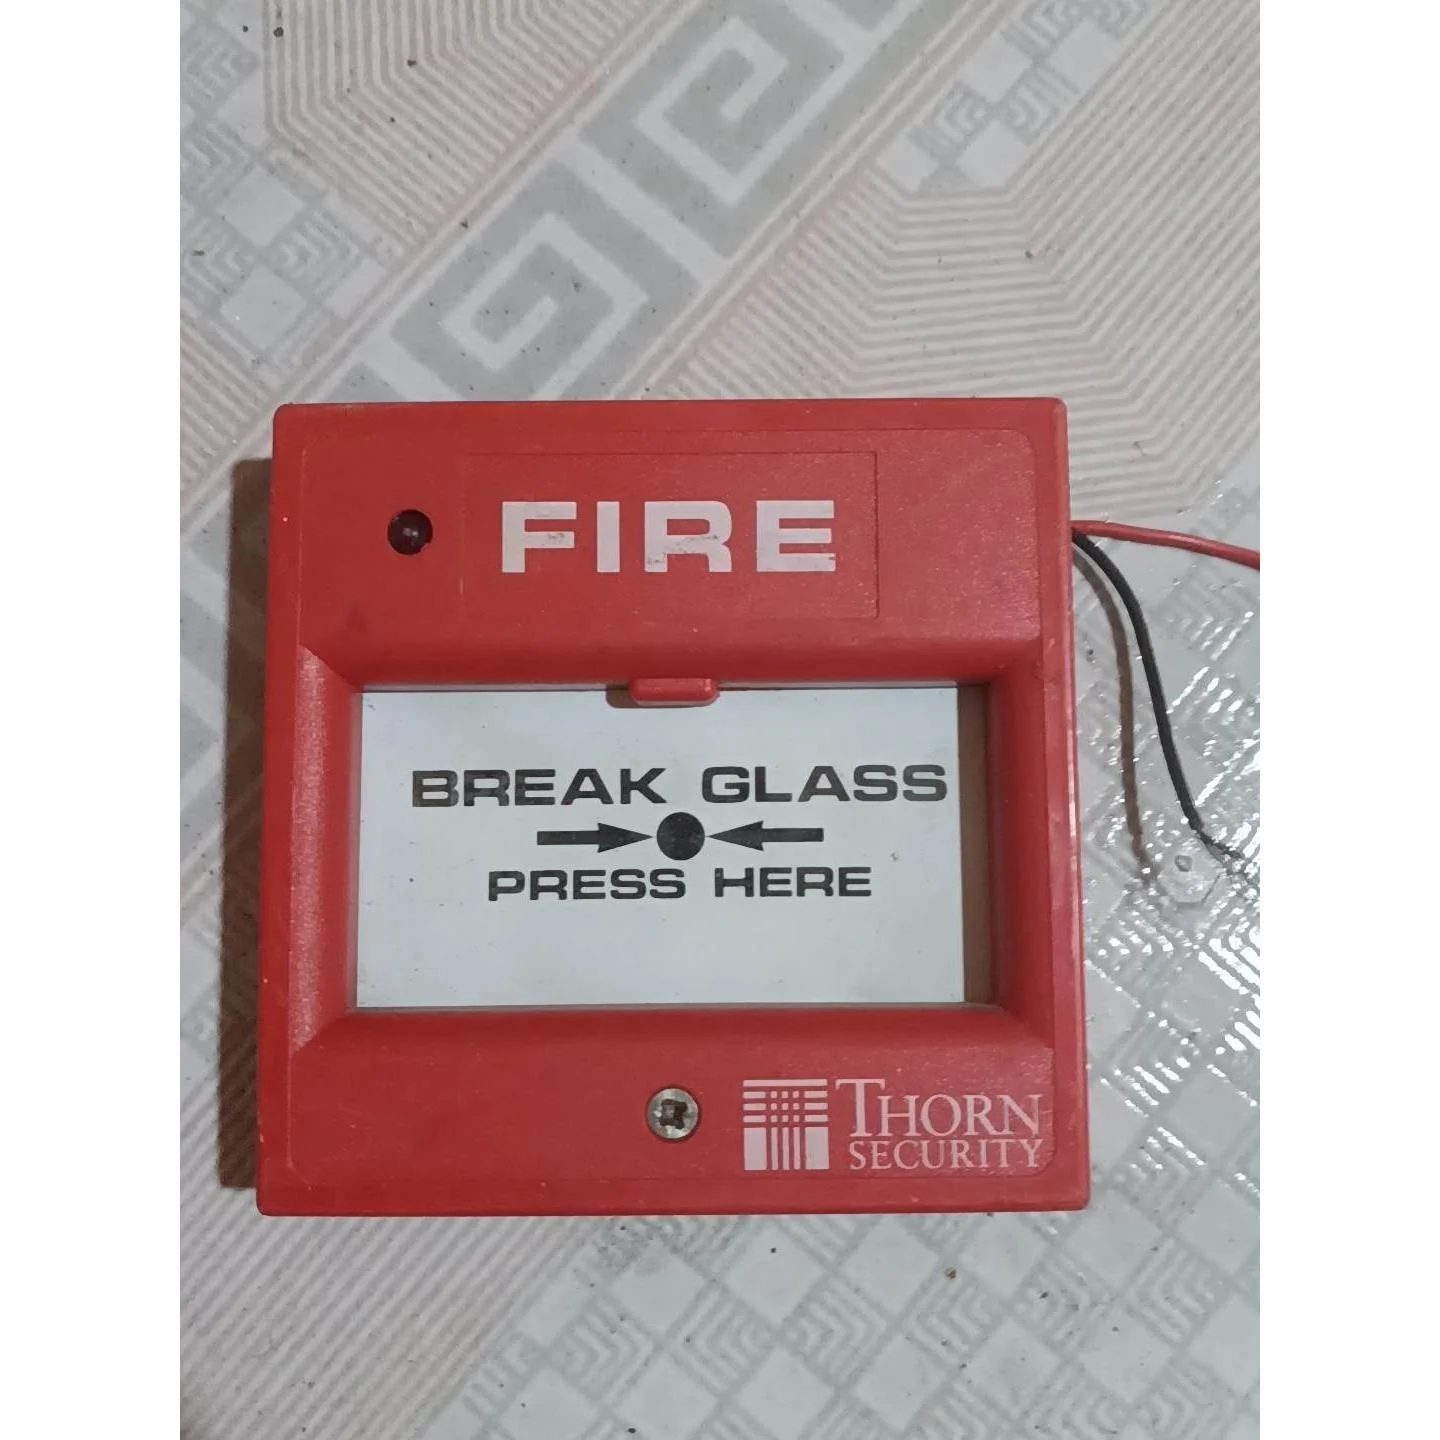 FIRE
BREAK GLASS
PRESS HERE
THORN
SECURITY